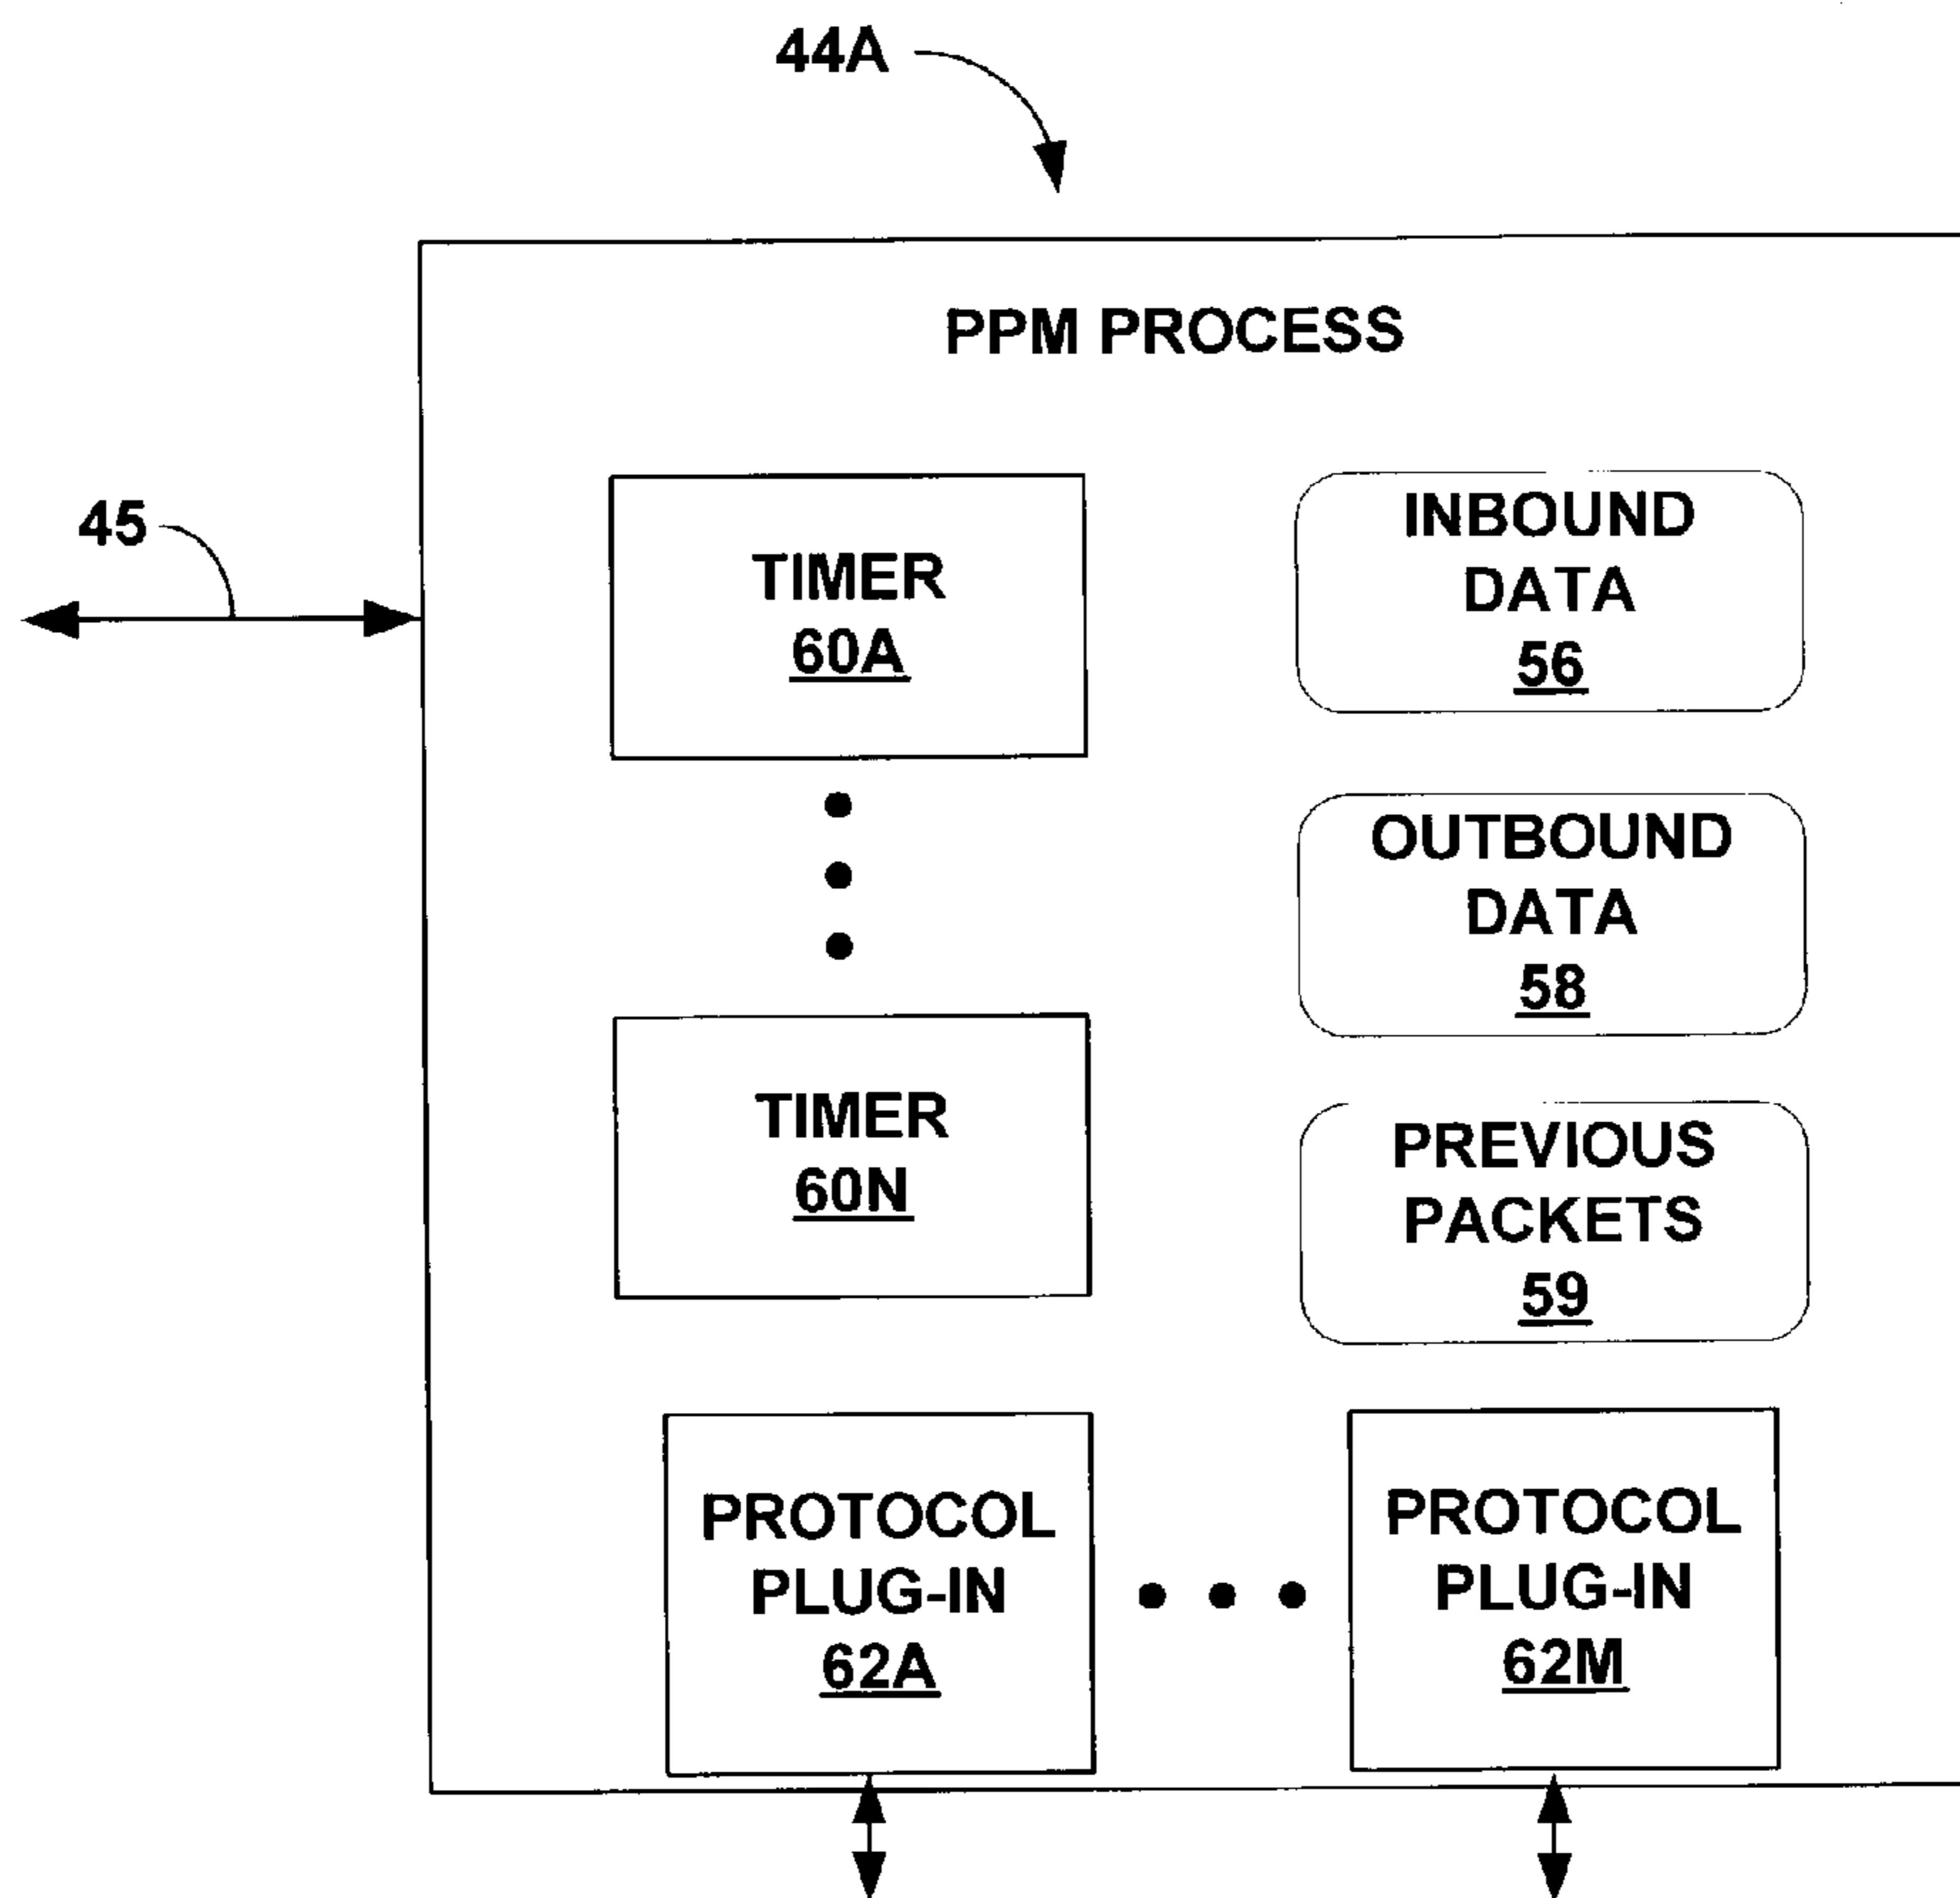 44A
PPM PROCESS
45
TIMER
60A
INBOUND
DATA
56
OUTBOUND
DATA
58
TIMER
60N
PREVIOUS
PACKETS
59
PROTOCOL
PLUG-IN
62A
PROTOCOL
PLUG-IN
62M